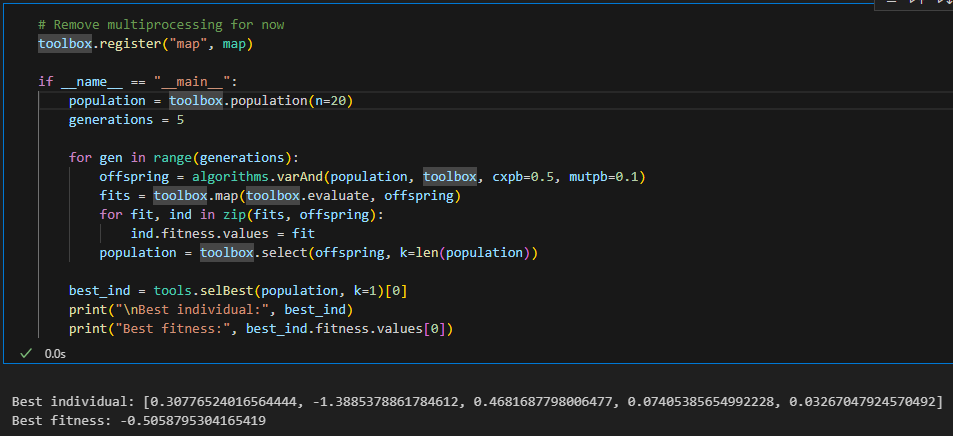 # Remove multiprocessing for now
toolbox.register("map", map)
if __name__ == "__main__":
population = toolbox.population(n=20)
generations = 5
for gen in range(generations):
offspring = algorithms.varAnd(population, toolbox, cxpb=0.5, mutpb=0.1)
fits = toolbox.map(toolbox.evaluate, offspring)
for fit, ind in zip(fits, offspring):
ind.fitness.values = fit
population = toolbox.select(offspring, k=len(population))
best_ind = tools.selBest(population, k=1)[0]
print("\nBest individual:", best_ind)
print("Best fitness:", best_ind.fitness.values[0])
0.0s
Best individual: [0.30776524016564444, -1.3885378861784612, 0.4681687798006477, 0.07405385654992228, 0.03267047924570492]
Best fitness: -0.5058795304165419